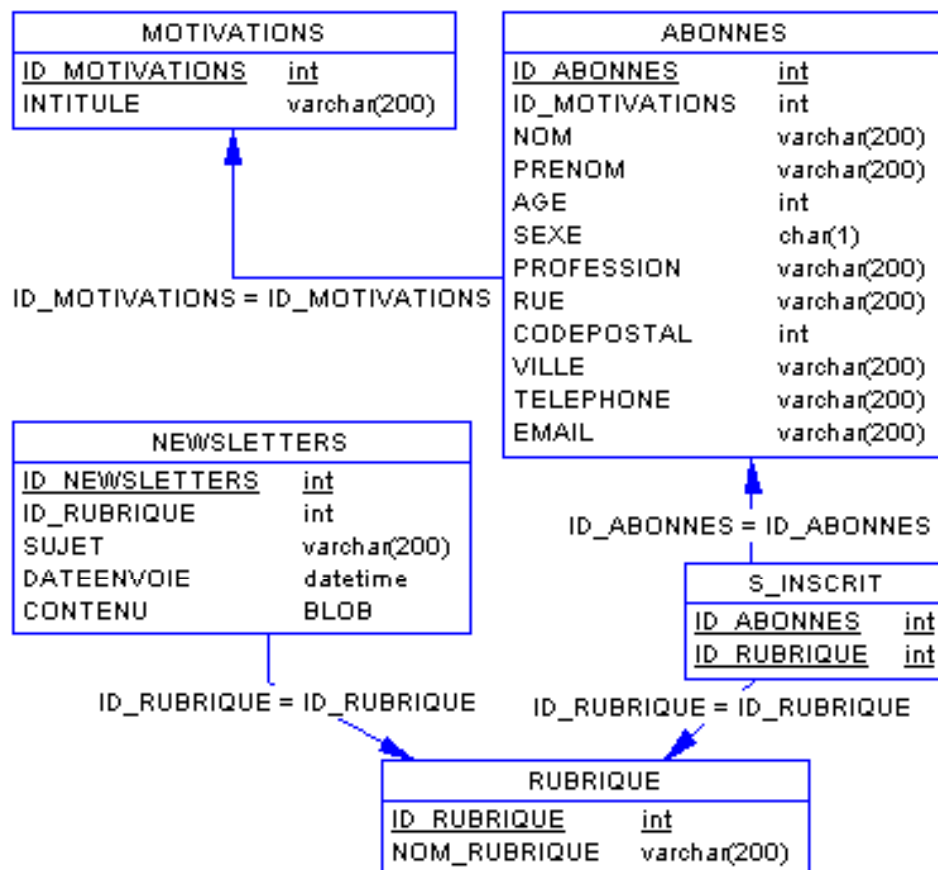 MOTIVATIONS
ID_MOTIVATIONS int
INTITULE varchar(200)
ABONNES
ID_ABONNES int
ID_MOTIVATIONS int
NOM varchar(200)
PRENOM varchar(200)
AGE int
SEXE char(1)
PROFESSION varchar(200)
RUE varchar(200)
CODEPOSTAL int
VILLE varchar(200)
TELEPHONE varchar(200)
EMAIL varchar(200)
ID_MOTIVATIONS = ID_MOTIVATIONS
NEWSLETTERS
ID_NEWSLETTERS int
ID_RUBRIQUE int
SUJET varchar(200)
DATEENVOIE datetime
CONTENU BLOB
ID_ABONNES = ID_ABONNES
S_INSCRIT
ID_ABONNES int
ID_RUBRIQUE int
ID_RUBRIQUE = ID_RUBRIQUE
ID_RUBRIQUE = ID_RUBRIQUE
RUBRIQUE
ID_RUBRIQUE int
NOM_RUBRIQUE varchar(200)